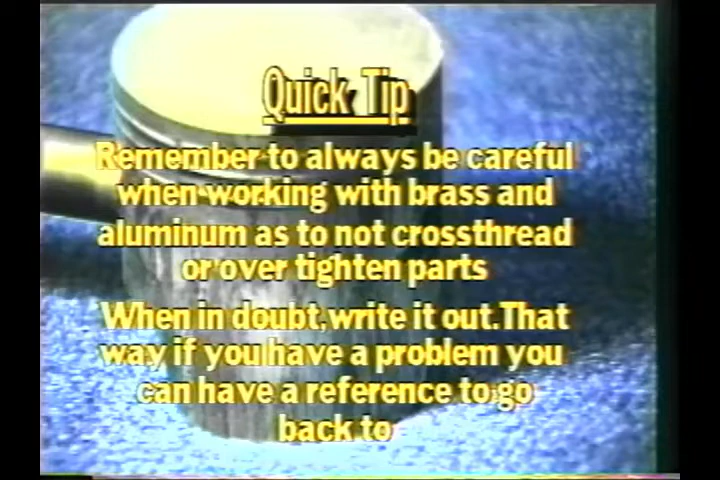 Quick Tip
Remember to always be careful
when working with brass and
aluminum as to not crossthread
or over tighten parts
When in doubt,write it out.That
way if you have a problem you
can have a reference to go
back to